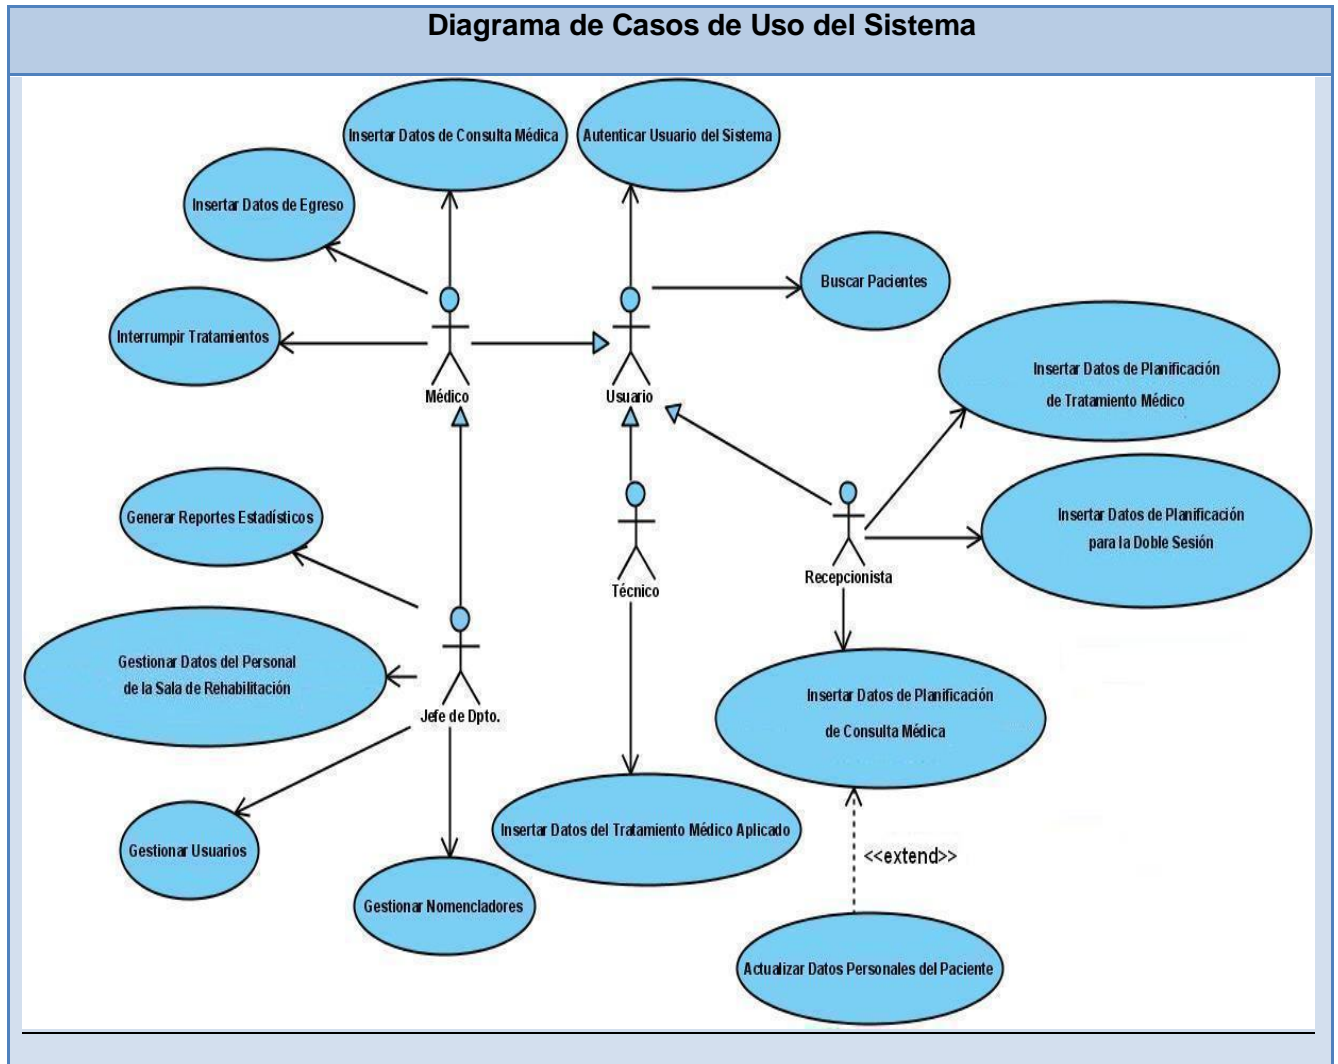 Diagrama de Casos de Uso del Sistema
Insertar Datos de Consulta Médica
Autenticar Usuario del Sistema
Insertar Datos de Egreso
Buscar Pacientes
Interrumpir Tratamientos
Médico
Usuario
Insertar Datos de Planificación
de Tratamiento Médico
Generar Reportes Estadísticos
Insertar Datos de Planificación
para la Doble Sesión
Técnico
Recepcionista
Gestionar Datos del Personal
de la Sala de Rehabilitación
Jefe de Dpto.
Insertar Datos de Planificación
de Consulta Médica
Gestionar Usuarios
Insertar Datos del Tratamiento Médico Aplicado
<<extend>>
Gestionar Nomencladores
Actualizar Datos Personales del Paciente